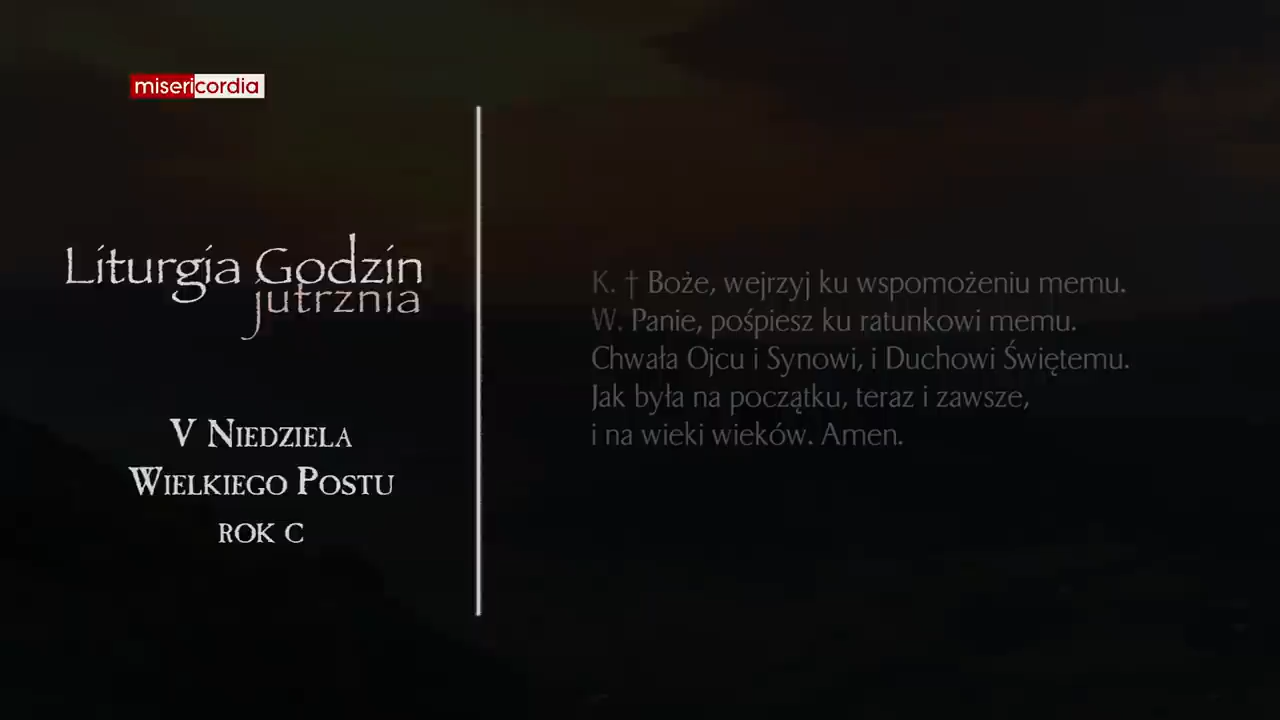 misericordia
Liturgia Godzin
jutrznia
V Niedziela
Wielkiego Postu
rok C
K. † Boże, wejrzyj ku wspomożeniu memu.
W. Panie, pośpiesz ku ratunkowi memu.
Chwała Ojcu i Synowi, i Duchowi Świętemu.
Jak była na początku, teraz i zawsze,
i na wieki wieków. Amen.